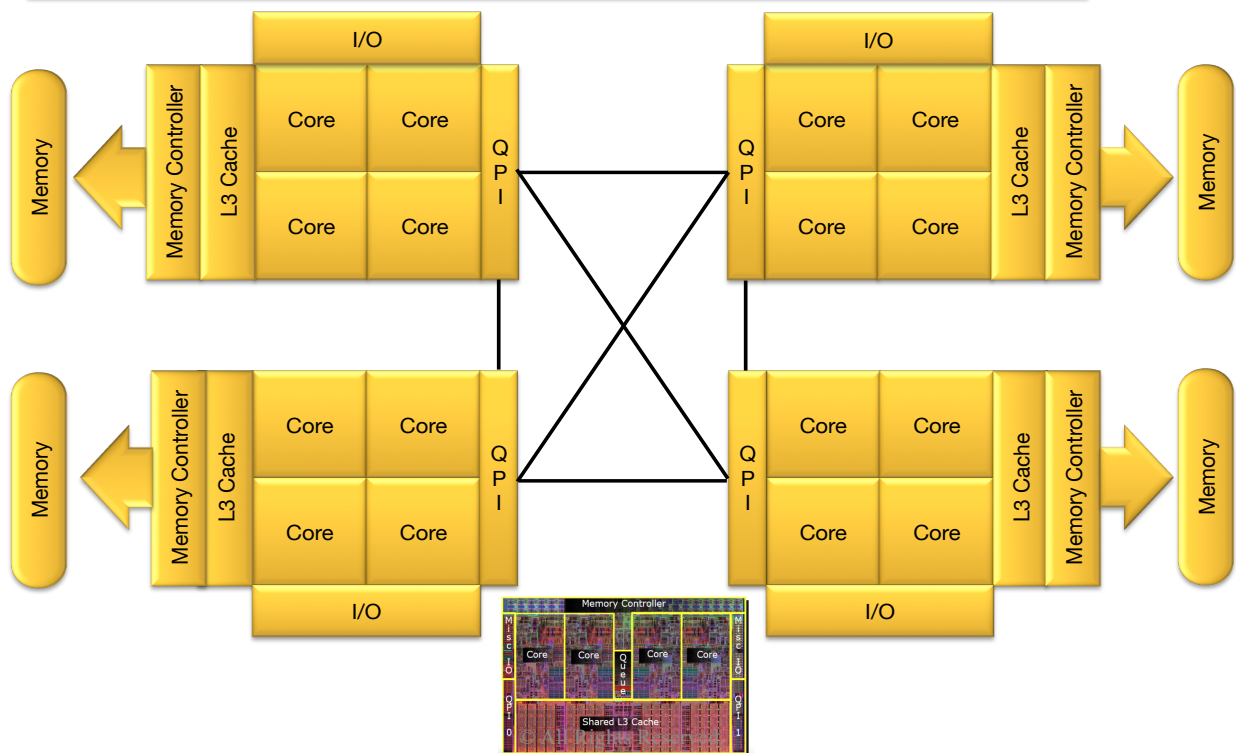 I/O
I/O
Memory
Memory Controller
L3 Cache
Core
Core
Core
Core
QPI
QPI
Core
Core
Core
Core
L3 Cache
Memory Controller
Memory
Memory
Memory Controller
L3 Cache
Core
Core
Core
Core
QPI
QPI
Core
Core
Core
Core
L3 Cache
Memory Controller
Memory
I/O
I/O
Memory Controller
Misc IO
Core
Core
Queue
Core
Core
Misc IO
QPI 0
Shared L3 Cache
QPI 1
© All Rights Reserved